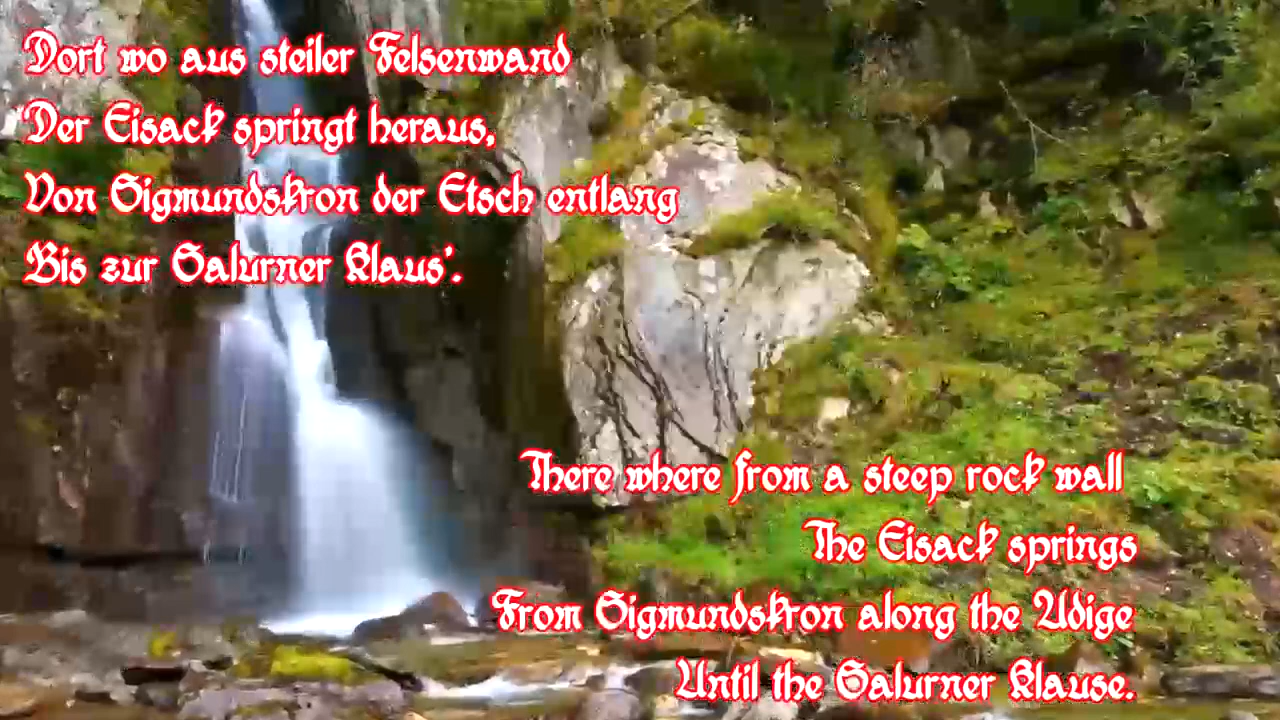 Dort wo aus steiler Felsenwand
Der Eisack springt heraus,
Von Sigmundskron der Etsch entlang
Bis zur Salurner Klaus'.
There where from a steep rock wall
The Eisack springs
From Sigmundskron along the Adige
Until the Salurner Klause.